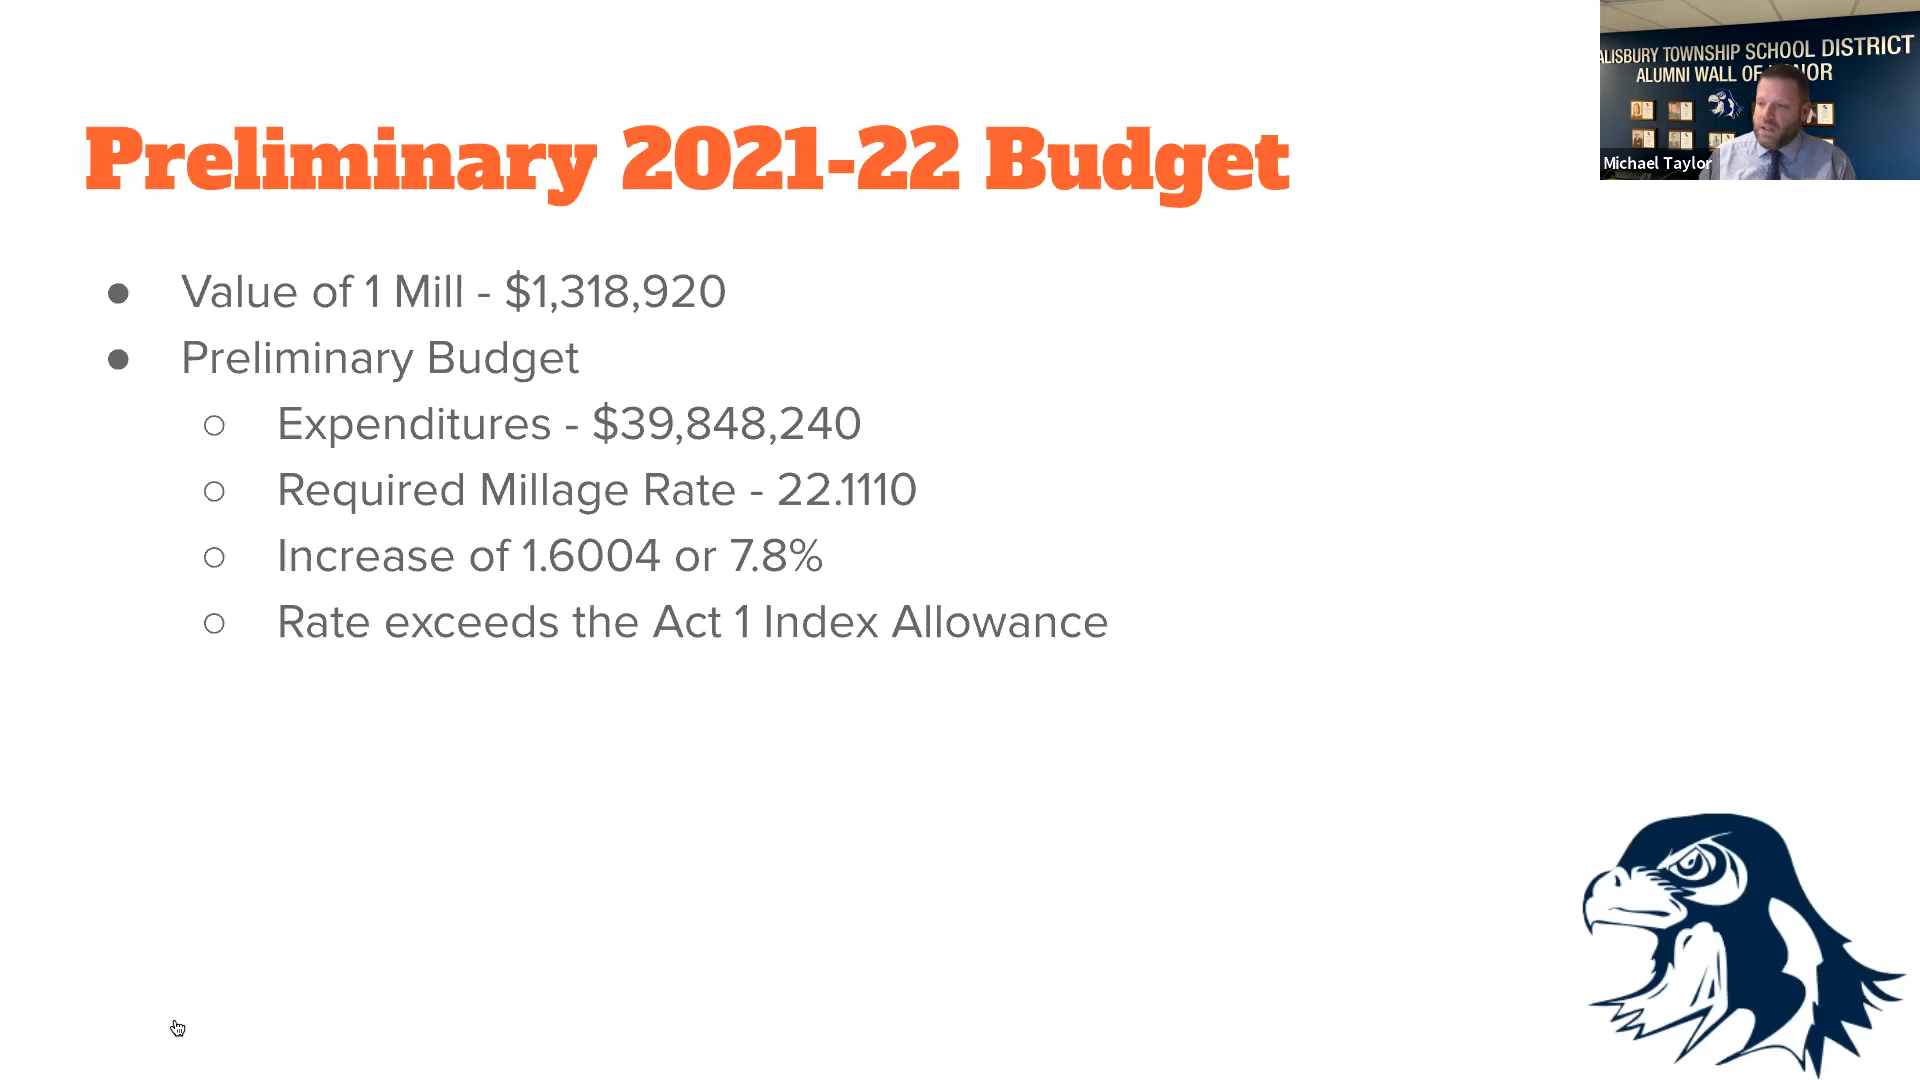 Preliminary 2021-22 Budget
● Value of 1 Mill - $1,318,920
● Preliminary Budget
○ Expenditures - $39,848,240
○ Required Millage Rate - 22.1110
○ Increase of 1.6004 or 7.8%
○ Rate exceeds the Act 1 Index Allowance
ALISBURY TOWNSHIP SCHOOL DISTRICT
ALUMNI WALL OF
Michael Taylor